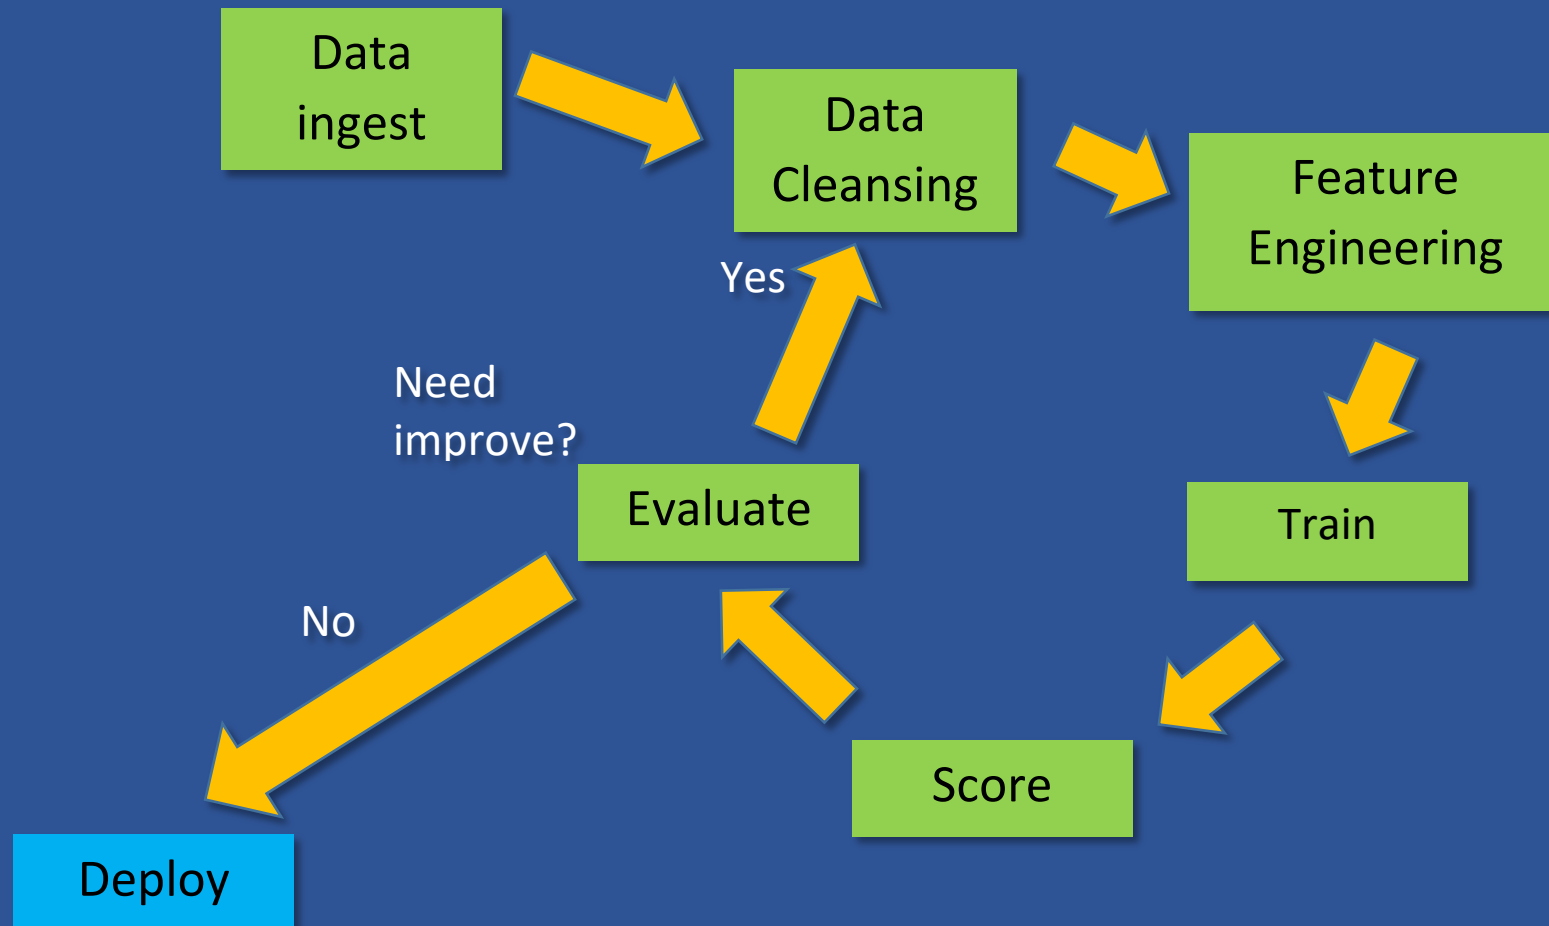 Data
ingest
Data
Cleansing
Feature
Engineering
Yes
Need
improve?
Evaluate
Train
No
Score
Deploy